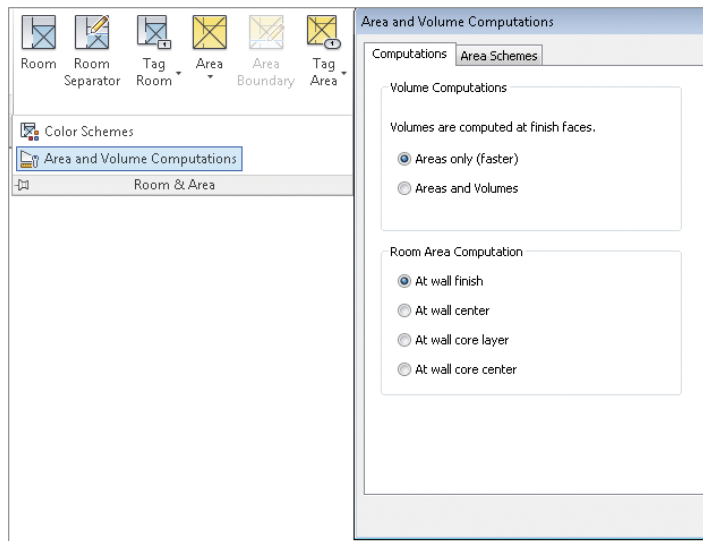 Room
Room Separator
Tag Room
Area
Area Boundary
Tag Area
Color Schemes
Area and Volume Computations
Room & Area
Area and Volume Computations
Computations
Area Schemes
Volume Computations
Volumes are computed at finish faces.
Areas only (faster)
Areas and Volumes
Room Area Computation
At wall finish
At wall center
At wall core layer
At wall core center